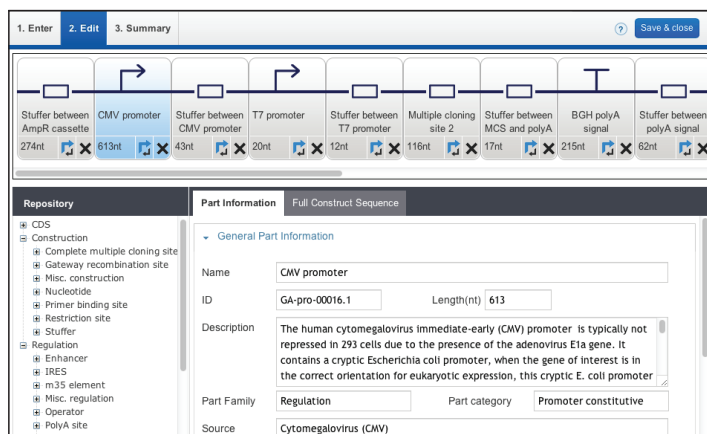 1. Enter 2. Edit 3. Summary ? Save & close
Stuffer between CMV promoter Stuffer between T7 promoter Stuffer between Multiple cloning Stuffer between BGH polyA Stuffer between
AmpR cassette CMV promoter T7 promoter site 2 MCS and polyA signal polyA signal
274nt 613nt 43nt 20nt 12nt 116nt 17nt 215nt 62nt
Repository Part Information Full Construct Sequence
CDS
Construction
Complete multiple cloning site
Gateway recombination site
Misc. construction
Nucleotide
Primer binding site
Restriction site
Stuffer
Regulation
Enhancer
IRES
m35 element
Misc. regulation
Operator
PolyA site
General Part Information
Name CMV promoter
ID GA-pro-00016.1 Length(nt) 613
Description The human cytomegalovirus immediate-early (CMV) promoter is typically not
repressed in 293 cells due to the presence of the adenovirus E1a gene. It
contains a cryptic Escherichia coli promoter, when the gene of interest is in
the correct orientation for eukaryotic expression, this cryptic E. coli promoter
Part Family Regulation Part category Promoter constitutive
Source Cytomegalovirus (CMV)